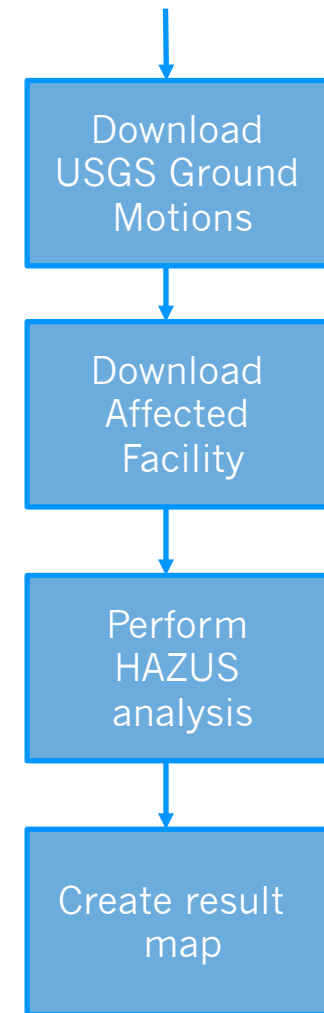 Download
USGS Ground
Motions
Download
Affected
Facility
Perform
HAZUS
analysis
Create result
map